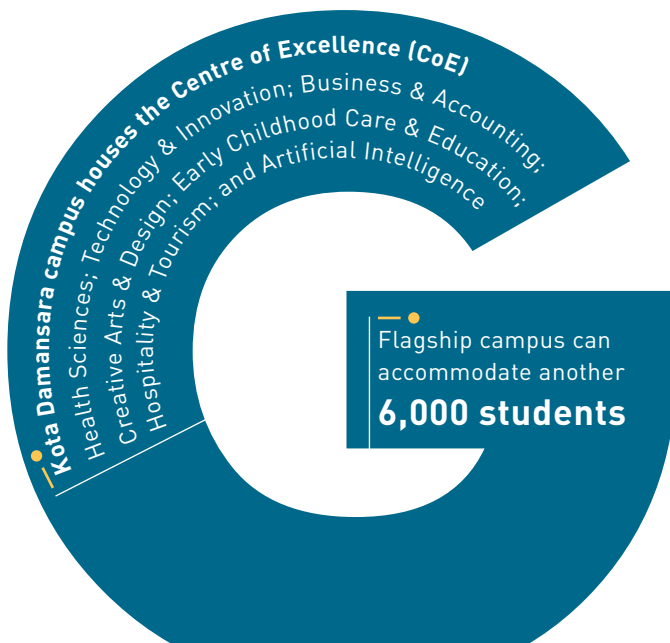 Kota Damansara campus houses the Centre of Excellence (CoE)
Health Sciences; Technology & Innovation; Business & Accounting;
Creative Arts & Design; Early Childhood Care & Education;
Hospitality & Tourism; and Artificial Intelligence
Flagship campus can
accommodate another
6,000 students